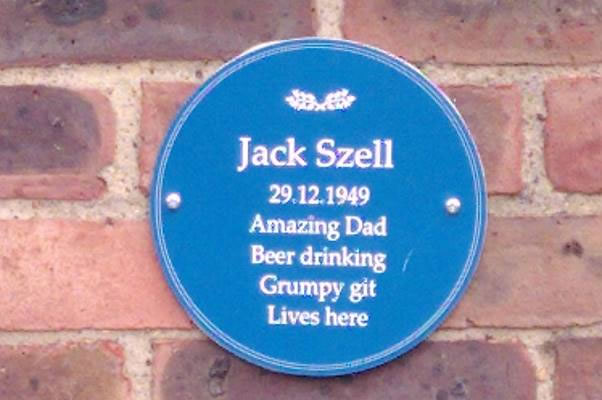 Jack Szell
29.12.1949
Amazing Dad
Beer drinking
Grumpy git
Lives here